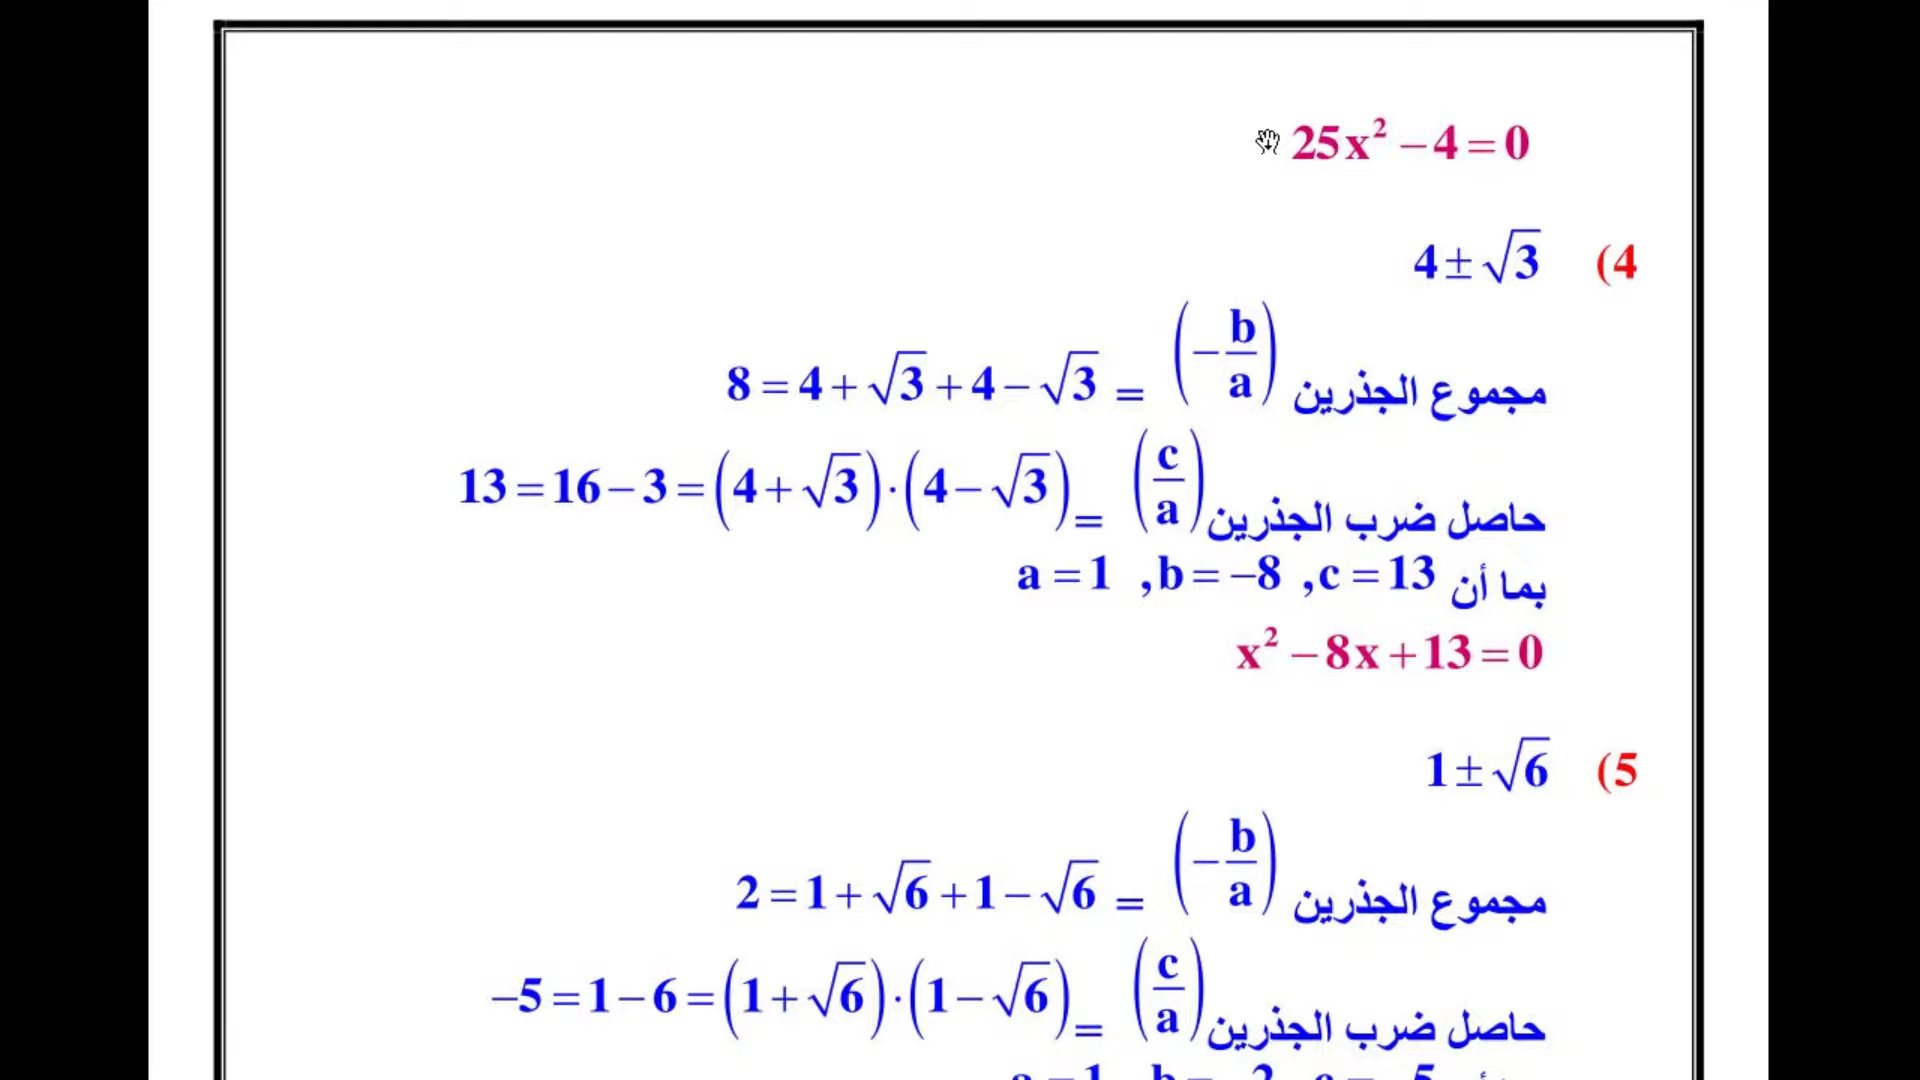 25x² − 4 = 0
(4 4 ± √3
مجموع الجذرين (−b/a) = 8 = 4 + √3 + 4 − √3
حاصل ضرب الجذرين (c/a) = 13 = 16 − 3 = (4 + √3)·(4 − √3)
بما أن a = 1 , b = −8 , c = 13
x² − 8x + 13 = 0
(5 1 ± √6
مجموع الجذرين (−b/a) = 2 = 1 + √6 + 1 − √6
حاصل ضرب الجذرين (c/a) = −5 = 1 − 6 = (1 + √6)·(1 − √6)